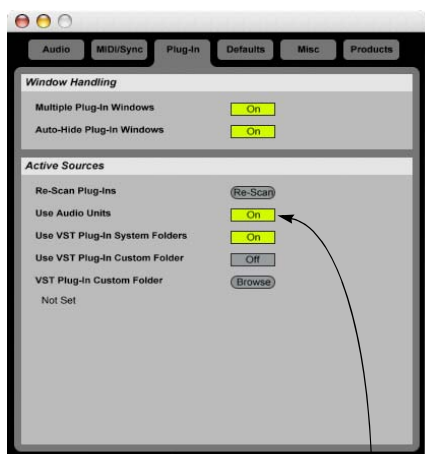 Audio MIDI/Sync Plug-In Defaults Misc Products
Window Handling
Multiple Plug-In Windows On
Auto-Hide Plug-In Windows On
Active Sources
Re-Scan Plug-Ins Re-Scan
Use Audio Units On
Use VST Plug-In System Folders On
Use VST Plug-In Custom Folder Off
VST Plug-In Custom Folder Browse
Not Set